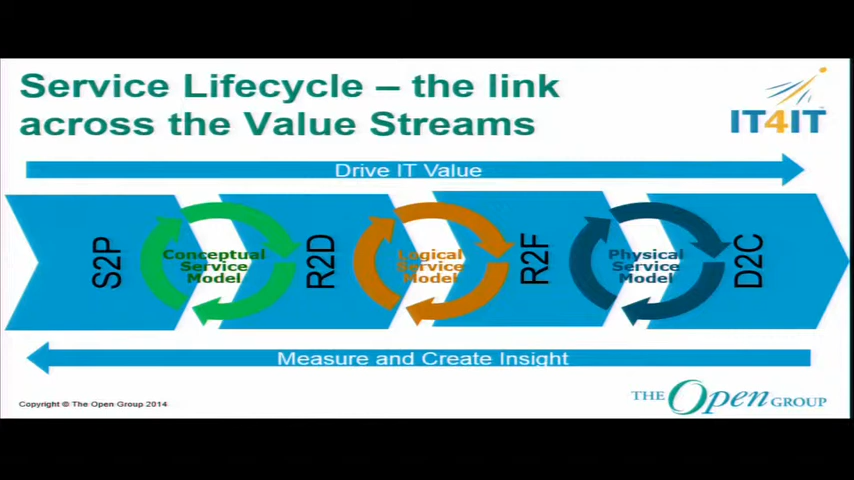 Service Lifecycle – the link
across the Value Streams
IT4IT
Drive IT Value
S2P
Conceptual
Service
Model
R2D
Logical
Service
Model
R2F
Physical
Service
Model
D2C
Measure and Create Insight
Copyright © The Open Group 2014
THE Open GROUP